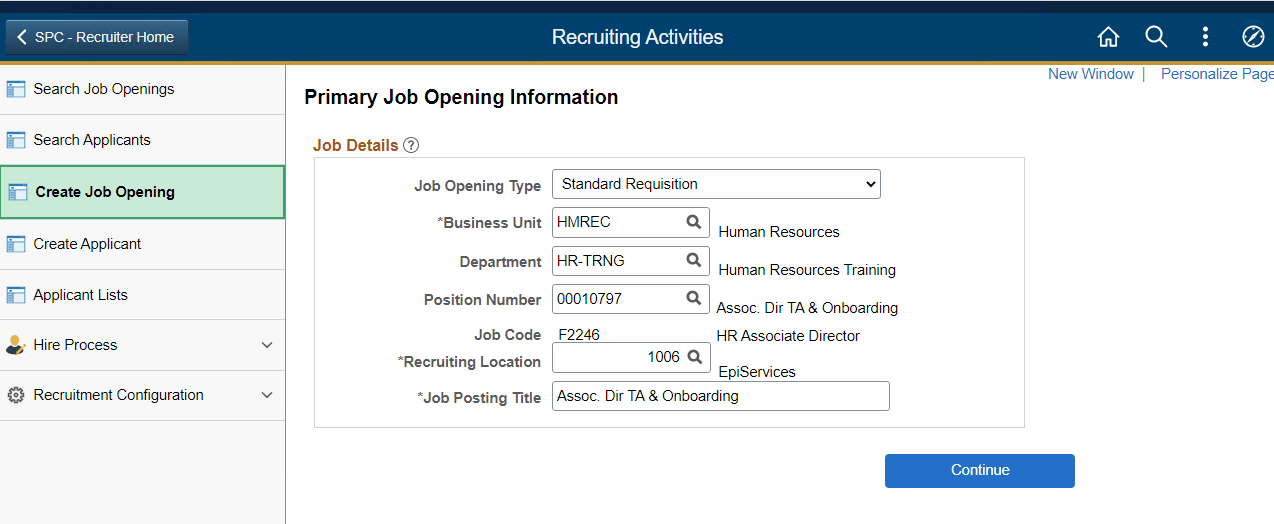 SPC - Recruiter Home
Recruiting Activities
New Window | Personalize Page
Search Job Openings
Search Applicants
Create Job Opening
Create Applicant
Applicant Lists
Hire Process
Recruitment Configuration
Primary Job Opening Information
Job Details ?
Job Opening Type Standard Requisition
*Business Unit HMREC Human Resources
Department HR-TRNG Human Resources Training
Position Number 00010797 Assoc. Dir TA & Onboarding
Job Code F2246 HR Associate Director
*Recruiting Location 1006 EpiServices
*Job Posting Title Assoc. Dir TA & Onboarding
Continue